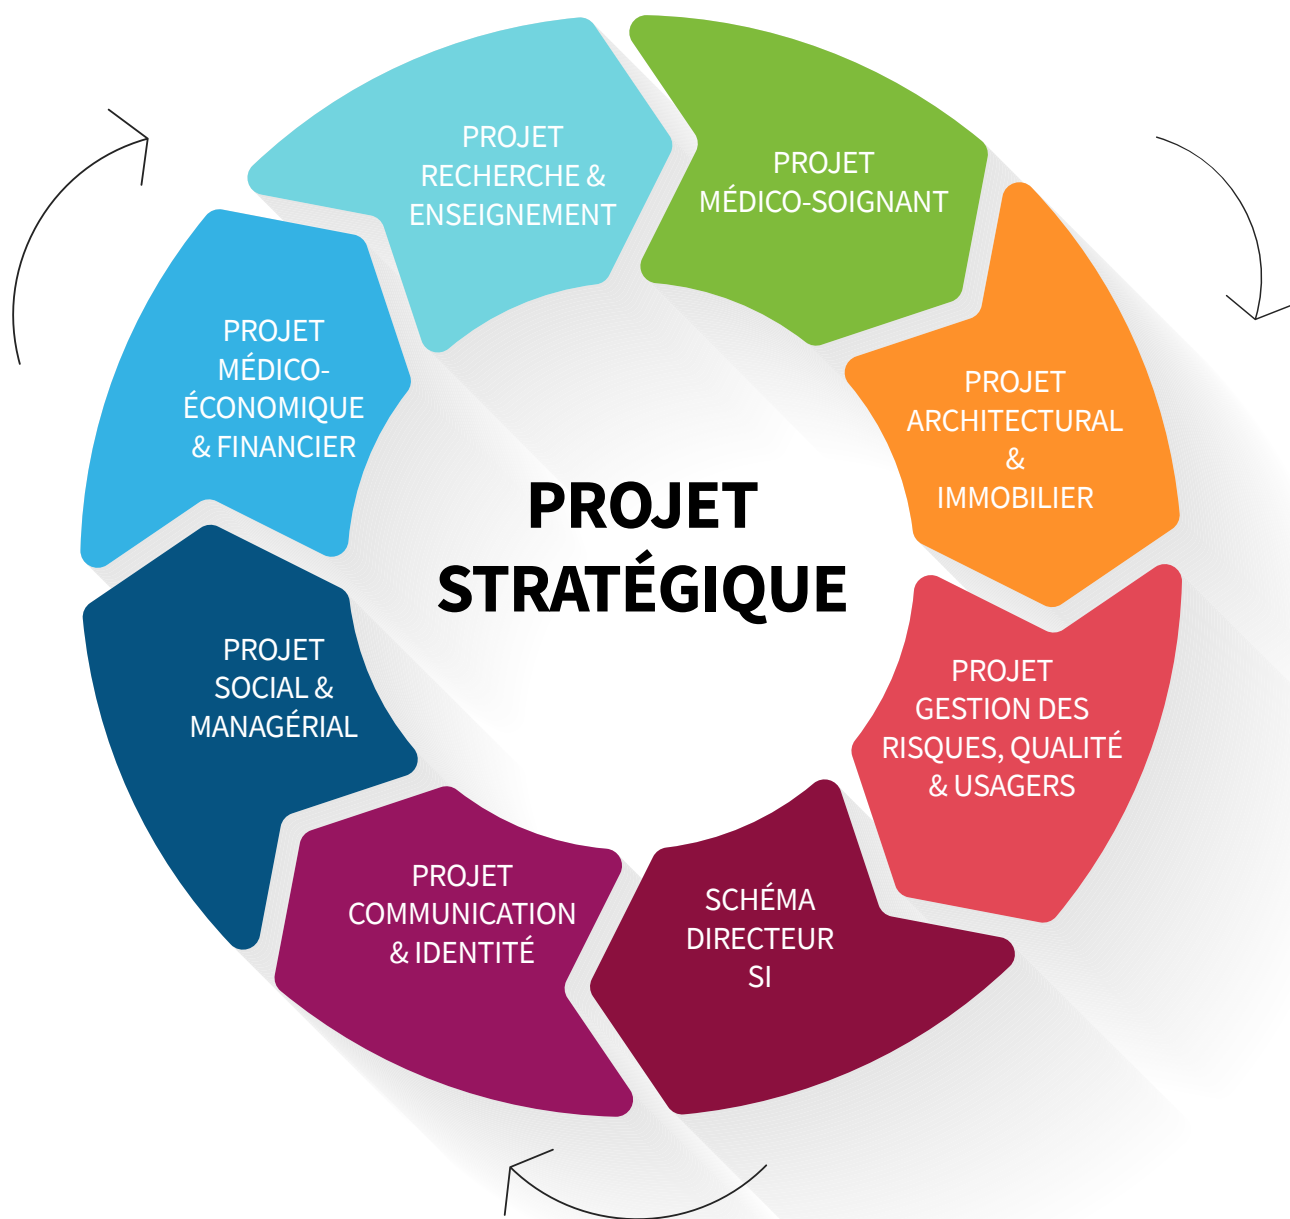 PROJET
RECHERCHE &
ENSEIGNEMENT
PROJET
MÉDICO-SOIGNANT
PROJET
ARCHITECTURAL
&
IMMOBILIER
PROJET
GESTION DES
RISQUES, QUALITÉ
& USAGERS
SCHÉMA
DIRECTEUR
SI
PROJET
COMMUNICATION
& IDENTITÉ
PROJET
SOCIAL &
MANAGÉRIAL
PROJET
MÉDICO-
ÉCONOMIQUE
& FINANCIER
PROJET
STRATÉGIQUE